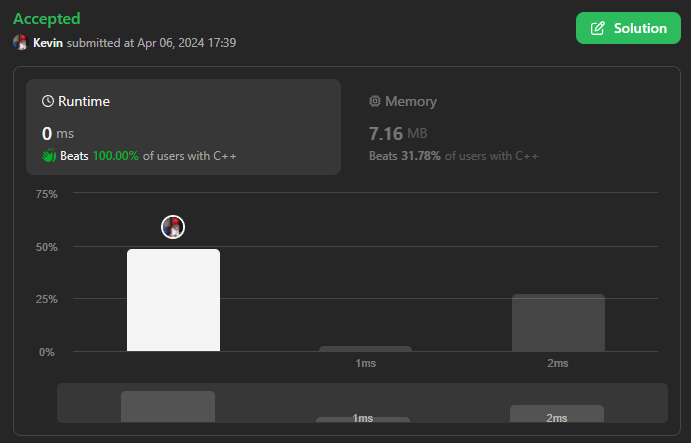 Accepted
Solution
Kevin submitted at Apr 06, 2024 17:39
Runtime
0 ms
Beats 100.00% of users with C++
Memory
7.16 MB
Beats 31.78% of users with C++
75%
50%
25%
0%
1ms 2ms
1ms 2ms